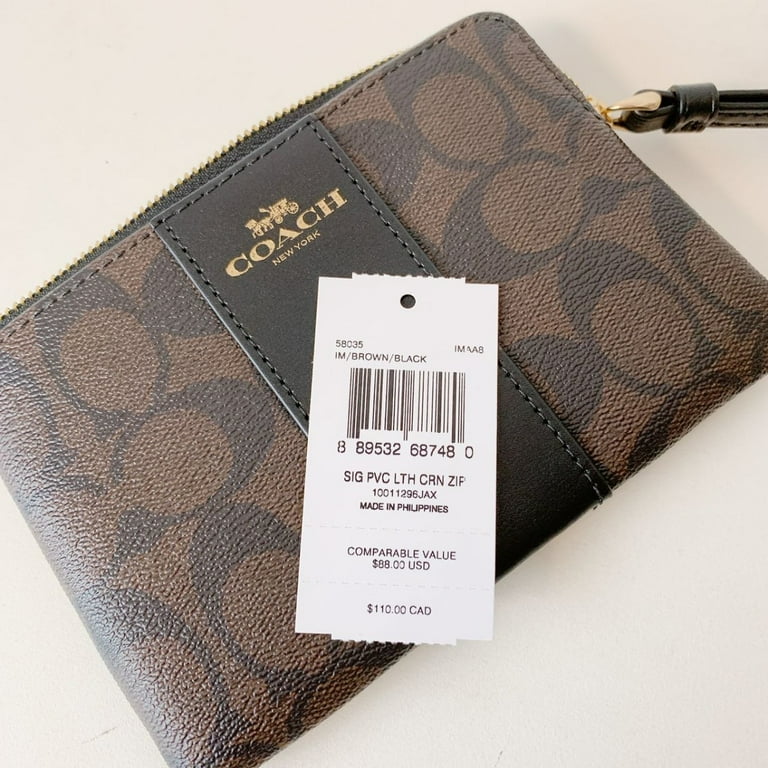 COACH
NEW YORK
58035 IMAA8
IM/BROWN/BLACK
8 89532 68748 0
SIG PVC LTH CRN ZIP
10011296JAX
MADE IN PHILIPPINES
COMPARABLE VALUE
$88.00 USD
$110.00 CAD